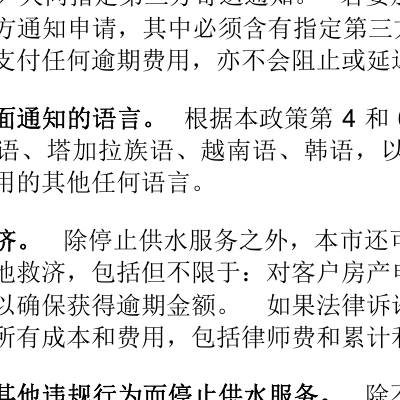 方通知申请，其中必须含有指定第三
支付任何逾期费用，亦不会阻止或延
面通知的语言。 根据本政策第 4 和
语、塔加拉族语、越南语、韩语，以
用的其他任何语言。
济。 除停止供水服务之外，本市还可
他救济，包括但不限于：对客户房产
以确保获得逾期金额。 如果法律诉
所有成本和费用，包括律师费和累计
其他违规行为而停止供水服务。 除